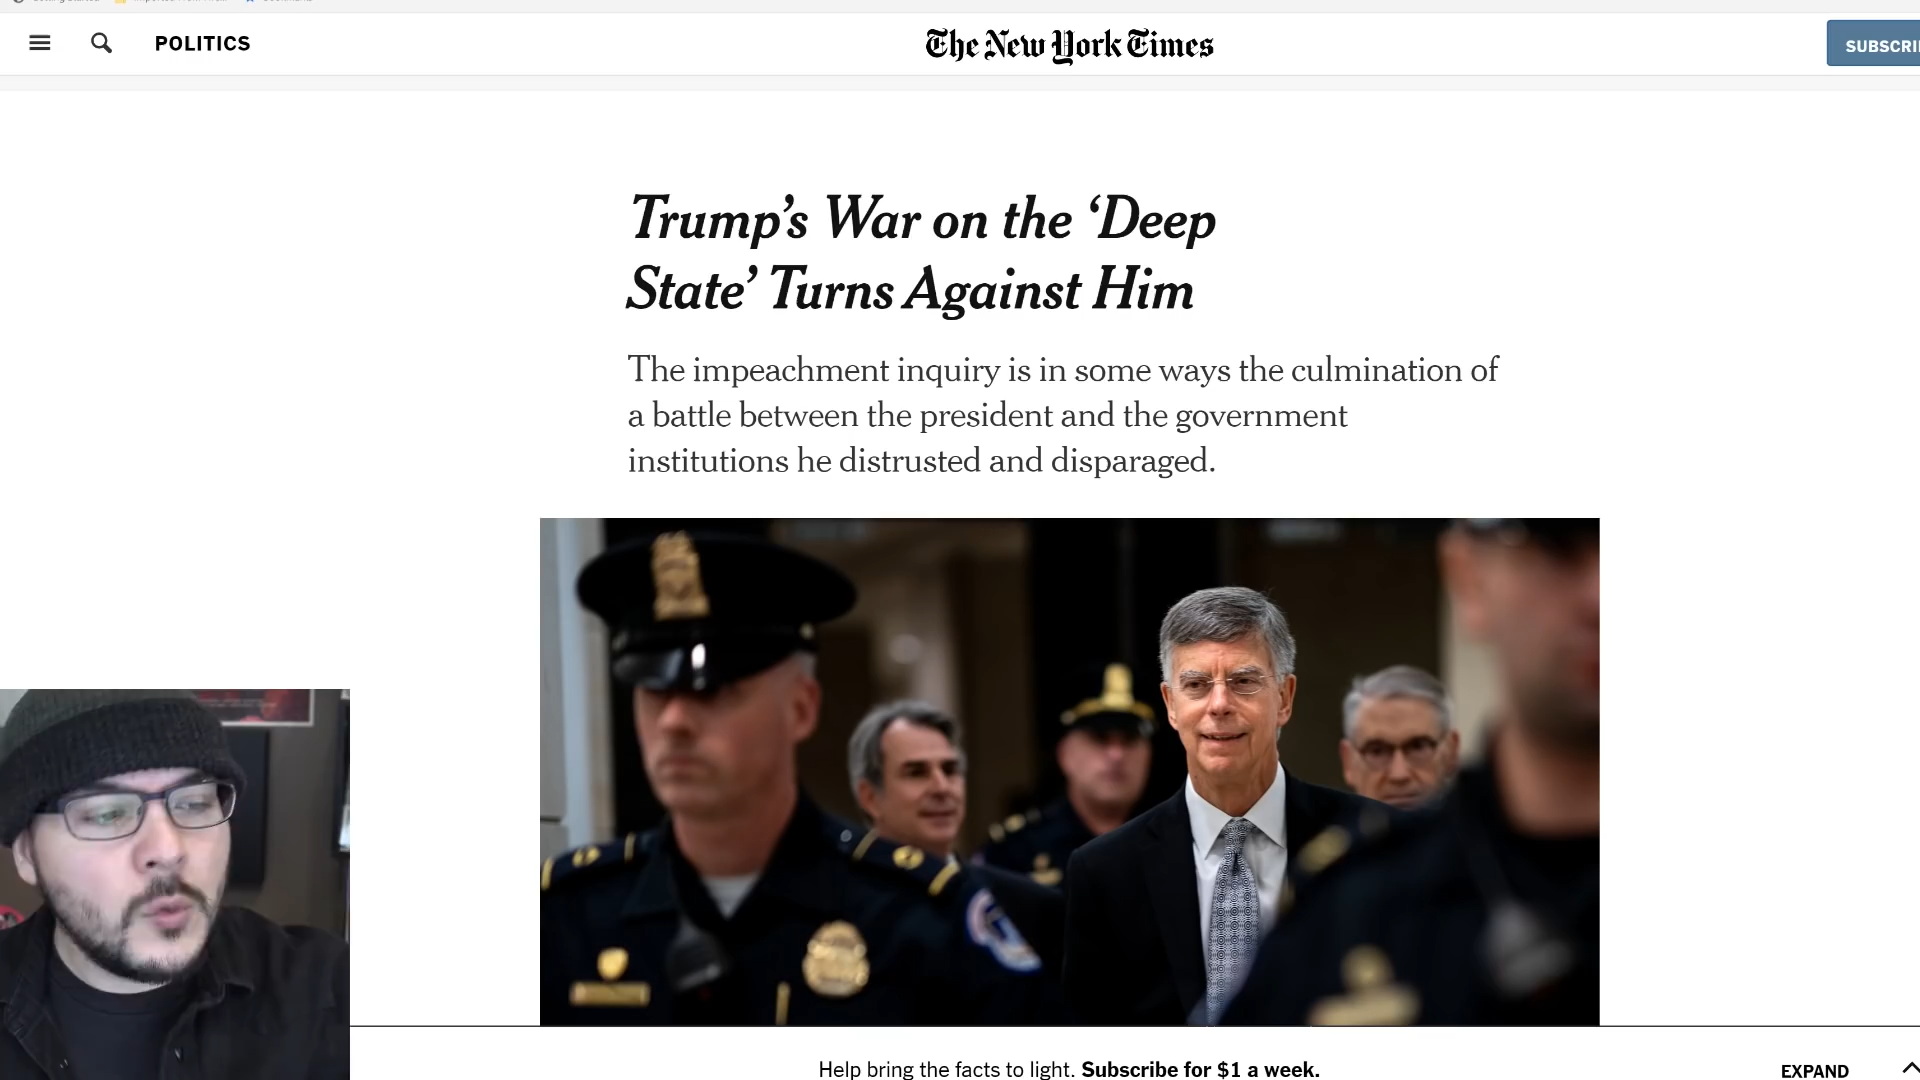 POLITICS
The New York Times
SUBSCRI
Trump’s War on the ‘Deep
State’ Turns Against Him
The impeachment inquiry is in some ways the culmination of
a battle between the president and the government
institutions he distrusted and disparaged.
Help bring the facts to light. Subscribe for $1 a week.
EXPAND